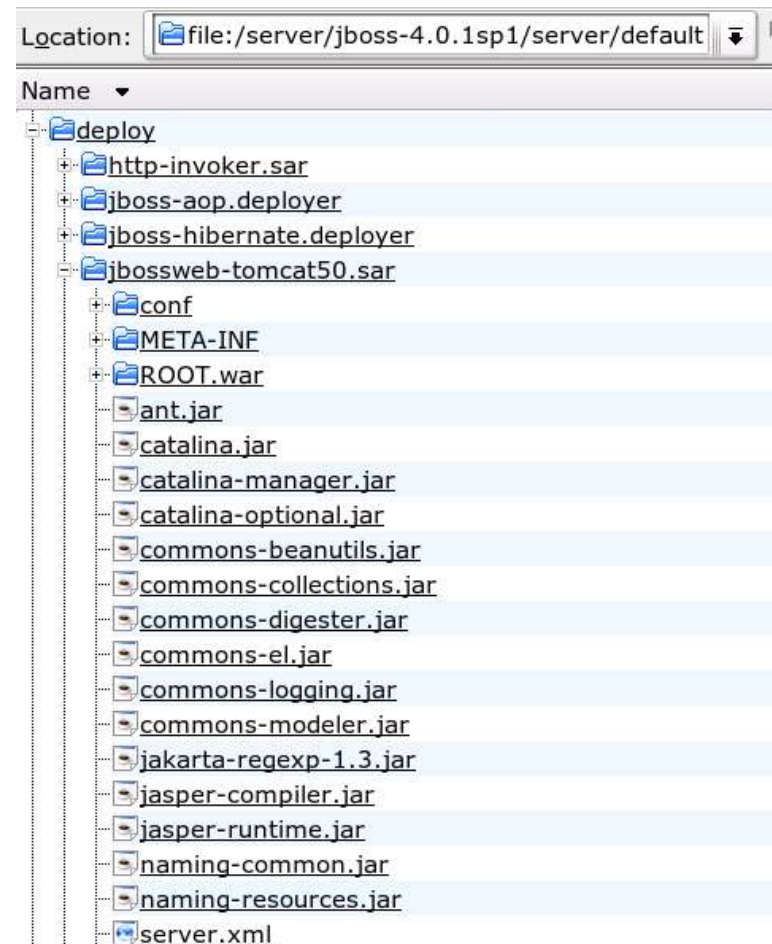 Location: file:/server/jboss-4.0.1sp1/server/default
Name
deploy
http-invoker.sar
jboss-aop.deployer
jboss-hibernate.deployer
jbossweb-tomcat50.sar
conf
META-INF
ROOT.war
ant.jar
catalina.jar
catalina-manager.jar
catalina-optional.jar
commons-beanutils.jar
commons-collections.jar
commons-digester.jar
commons-el.jar
commons-logging.jar
commons-modeler.jar
jakarta-regexp-1.3.jar
jasper-compiler.jar
jasper-runtime.jar
naming-common.jar
naming-resources.jar
server.xml